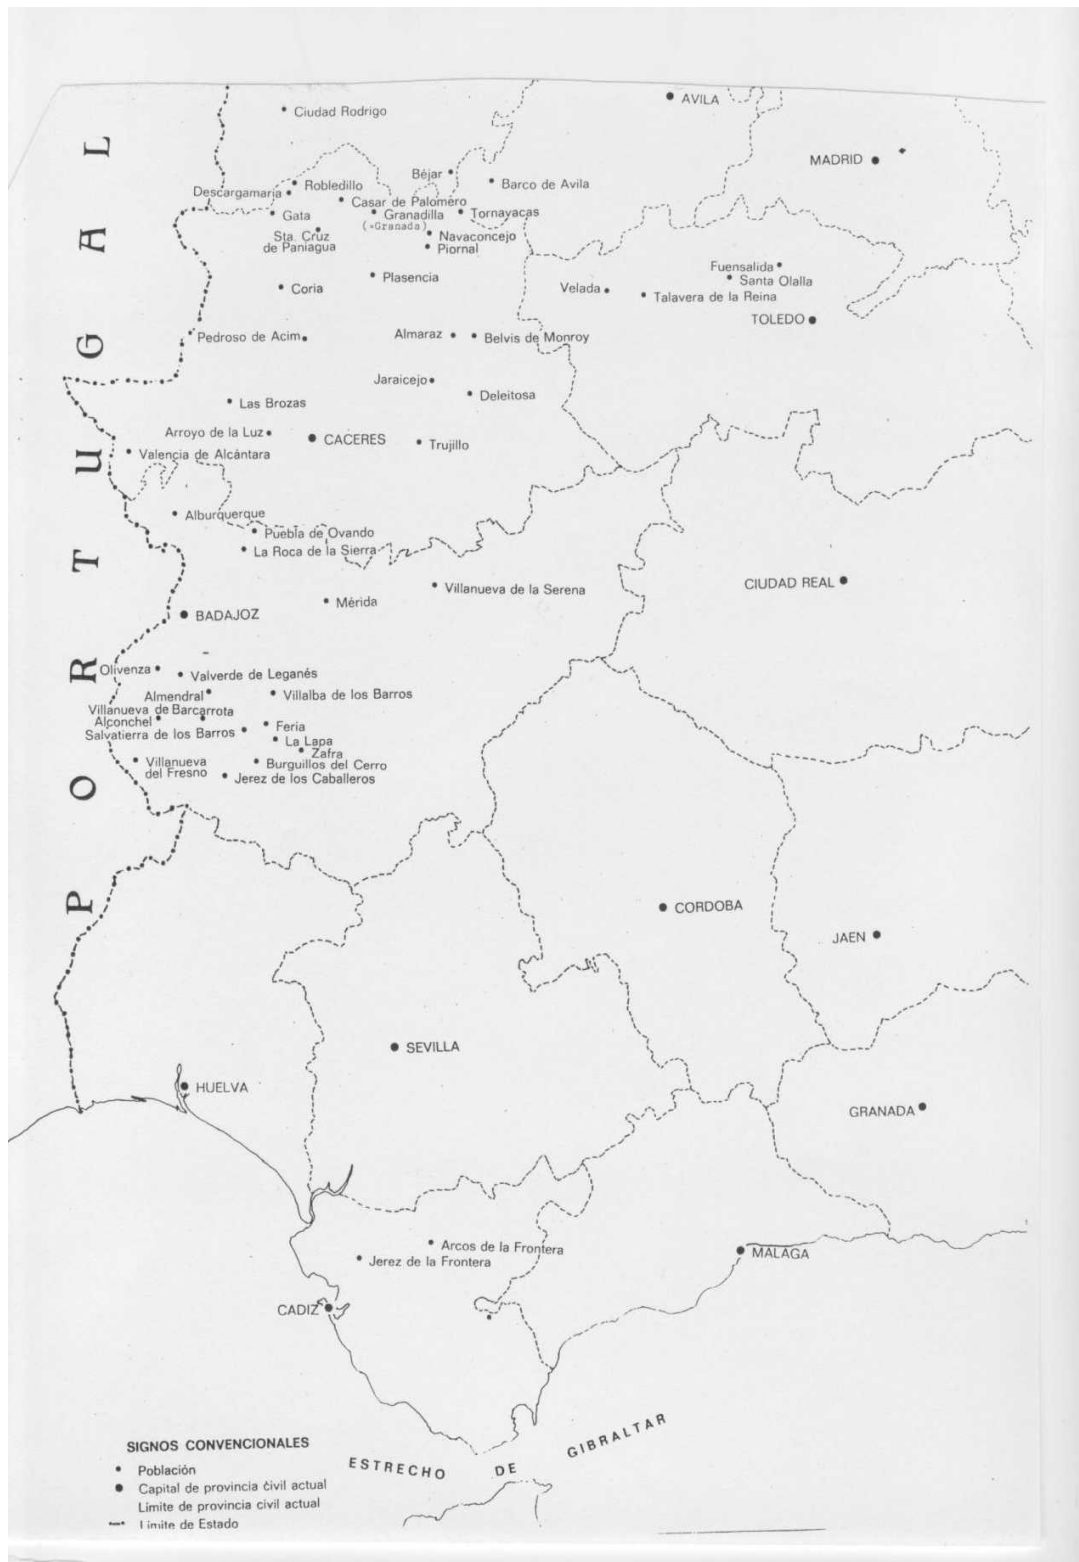 PORTUGAL
Ciudad Rodrigo
AVILA
MADRID
Béjar
Barco de Avila
Robledillo
Descargamaria
Casar de Palomero
Gata
Granadilla
(=Granada)
Tornayacas
Sta. Cruz
de Paniagua
Navaconcejo
Piornal
Plasencia
Coria
Fuensalida
Santa Olalla
Velada
Talavera de la Reina
TOLEDO
Pedroso de Acim
Almaraz
Belvis de Monroy
Jaraicejo
Deleitosa
Las Brozas
Arroyo de la Luz
CACERES
Trujillo
Valencia de Alcántara
Alburquerque
Puebla de Ovando
La Roca de la Sierra
Villanueva de la Serena
CIUDAD REAL
Mérida
BADAJOZ
Olivenza
Valverde de Leganés
Almendral
Villalba de los Barros
Villanueva de Barcarrota
Alconchel
Feria
Salvatierra de los Barros
La Lapa
Zafra
Villanueva
del Fresno
Burguillos del Cerro
Jerez de los Caballeros
CORDOBA
JAEN
SEVILLA
HUELVA
GRANADA
Arcos de la Frontera
Jerez de la Frontera
MALAGA
CADIZ
ESTRECHO DE GIBRALTAR
SIGNOS CONVENCIONALES
Población
Capital de provincia civil actual
Limite de provincia civil actual
Límite de Estado